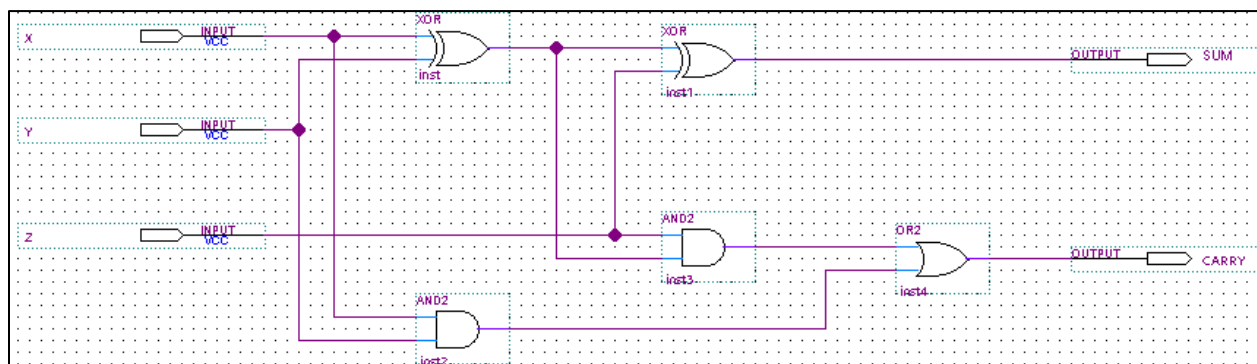 XOR
XOR
X
INPUT
VCC
OUTPUT
SUM
inst
inst1
Y
INPUT
VCC
AND2
OR2
Z
INPUT
VCC
OUTPUT
CARRY
inst3
inst4
AND2
inst2